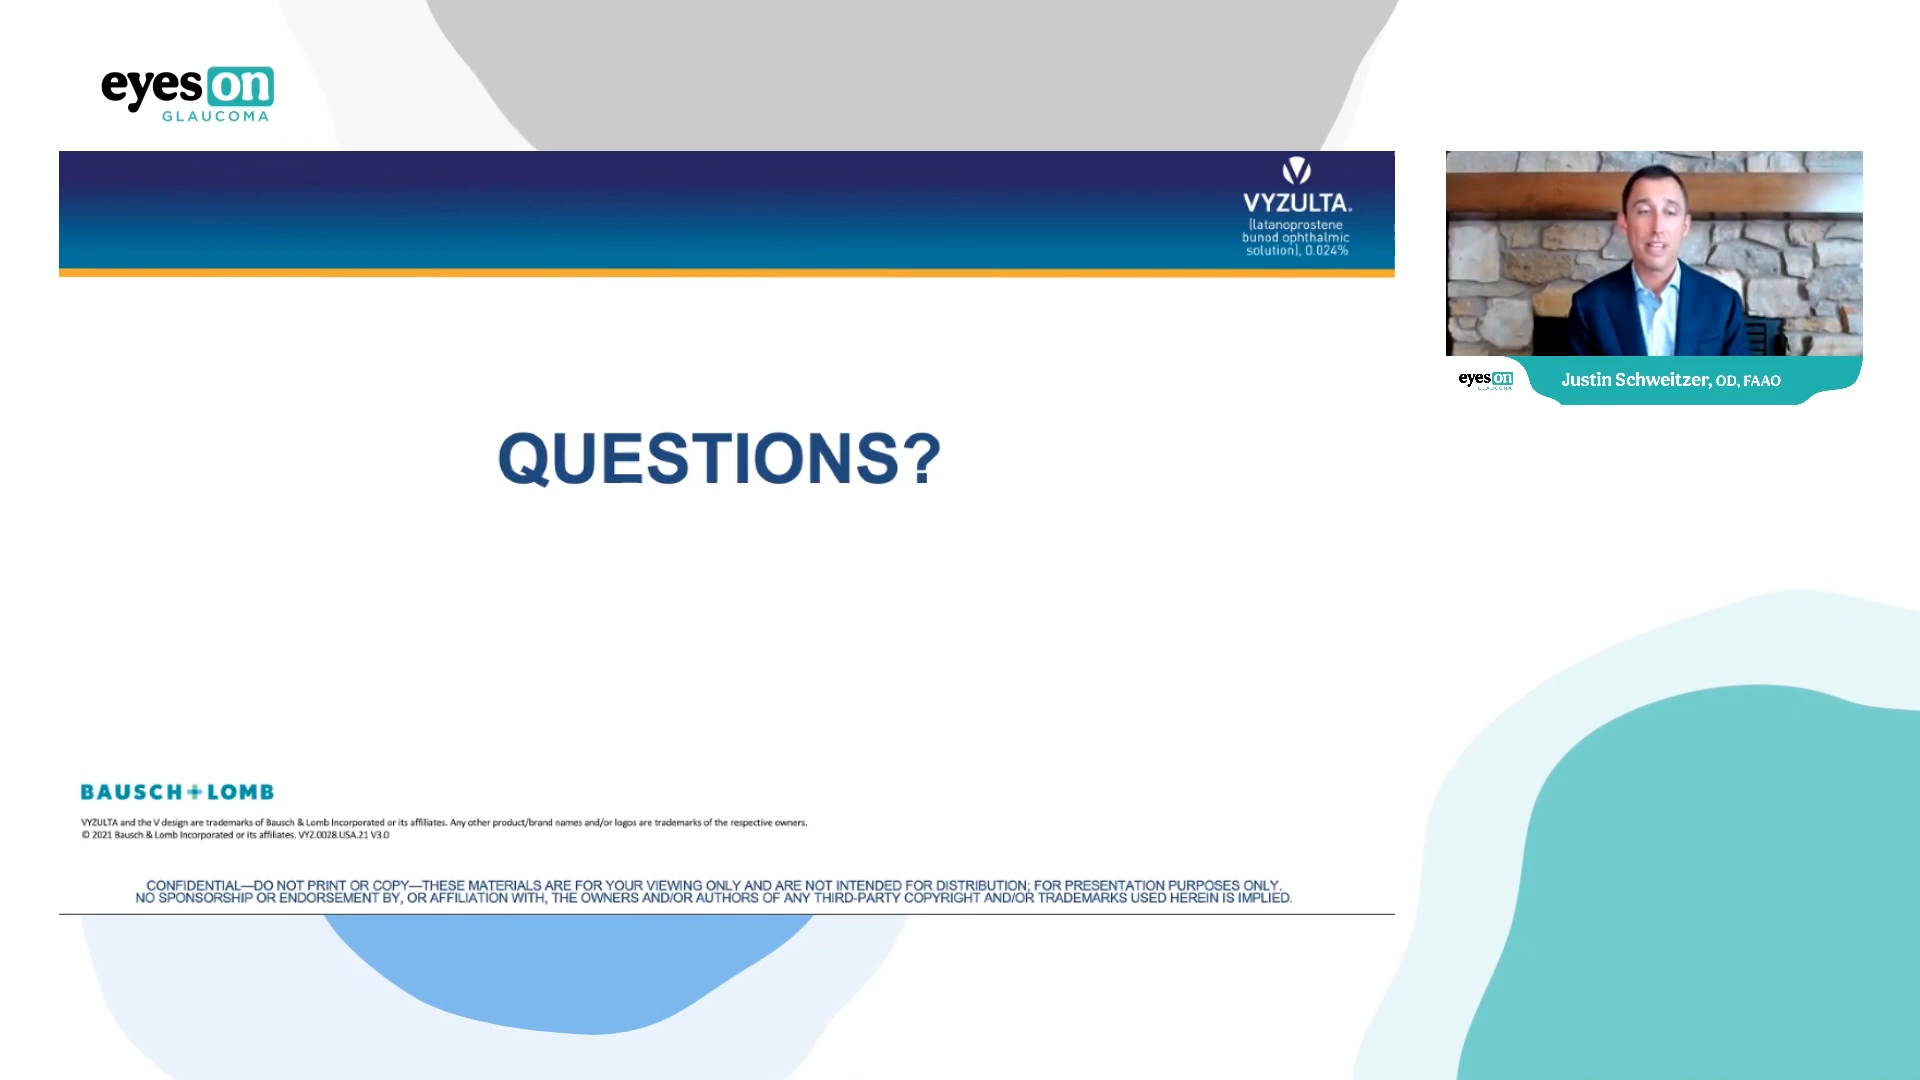 eyes on
GLAUCOMA
VYZULTA®
(latanoprostene
bunod ophthalmic
solution), 0.024%
eyes on
GLAUCOMA
Justin Schweitzer, OD, FAAO
QUESTIONS?
BAUSCH + LOMB
VYZULTA and the V design are trademarks of Bausch & Lomb Incorporated or its affiliates. Any other product/brand names and/or logos are trademarks of the respective owners.
© 2021 Bausch & Lomb Incorporated or its affiliates. VYZ.0028.USA.21 V3.0
CONFIDENTIAL—DO NOT PRINT OR COPY—THESE MATERIALS ARE FOR YOUR VIEWING ONLY AND ARE NOT INTENDED FOR DISTRIBUTION; FOR PRESENTATION PURPOSES ONLY.
NO SPONSORSHIP OR ENDORSEMENT BY, OR AFFILIATION WITH, THE OWNERS AND/OR AUTHORS OF ANY THIRD-PARTY COPYRIGHT AND/OR TRADEMARKS USED HEREIN IS IMPLIED.